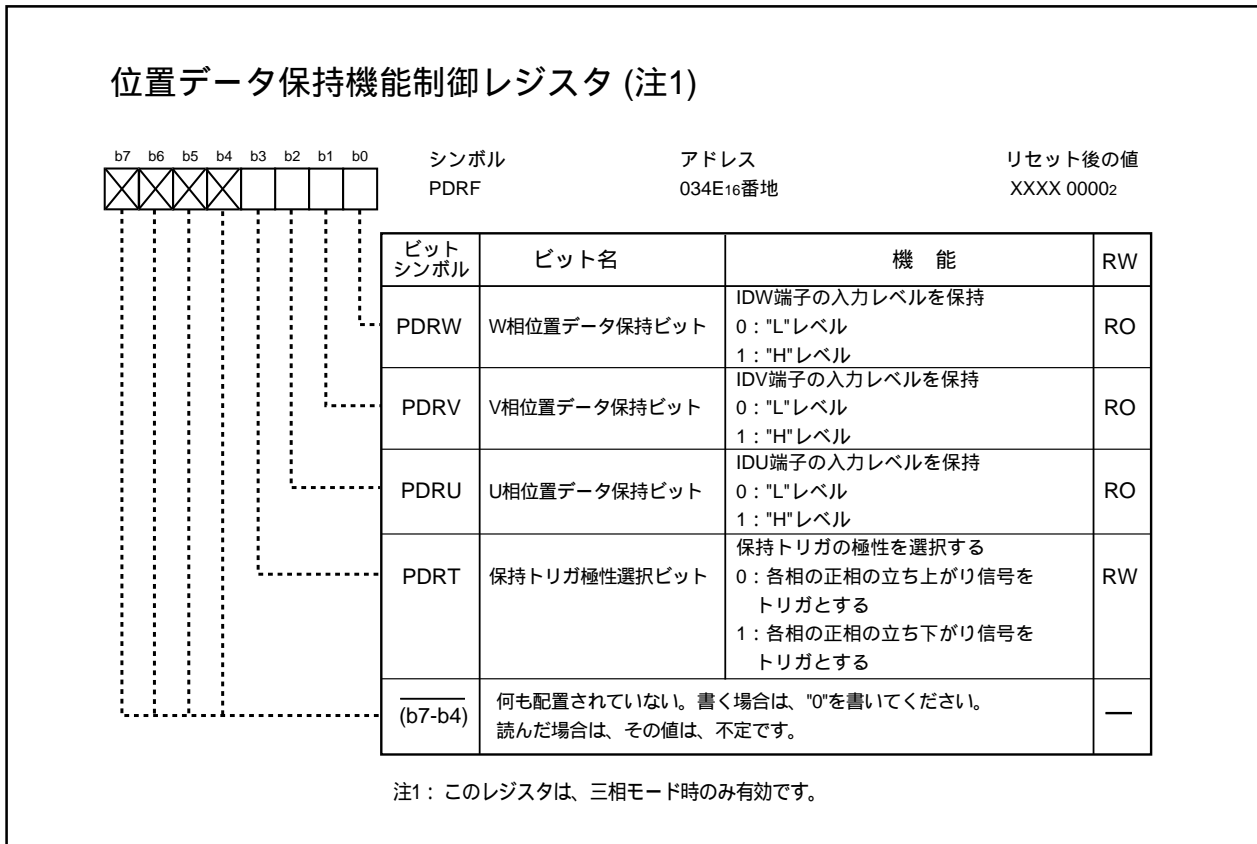 位置データ保持機能制御レジスタ (注1)
b7 b6 b5 b4 b3 b2 b1 b0
シンボル アドレス リセット後の値
PDRF 034E16番地 XXXX 00002
ビット
シンボル
ビット名 機 能 RW
PDRW W相位置データ保持ビット
IDW端子の入力レベルを保持
0："L"レベル
1："H"レベル
RO
PDRV V相位置データ保持ビット
IDV端子の入力レベルを保持
0："L"レベル
1："H"レベル
RO
PDRU U相位置データ保持ビット
IDU端子の入力レベルを保持
0："L"レベル
1："H"レベル
RO
PDRT 保持トリガ極性選択ビット
保持トリガの極性を選択する
0：各相の正相の立ち上がり信号を
トリガとする
1：各相の正相の立ち下がり信号を
トリガとする
RW
(b7-b4)
何も配置されていない。書く場合は、"0"を書いてください。
読んだ場合は、その値は、不定です。
—
注1： このレジスタは、三相モード時のみ有効です。